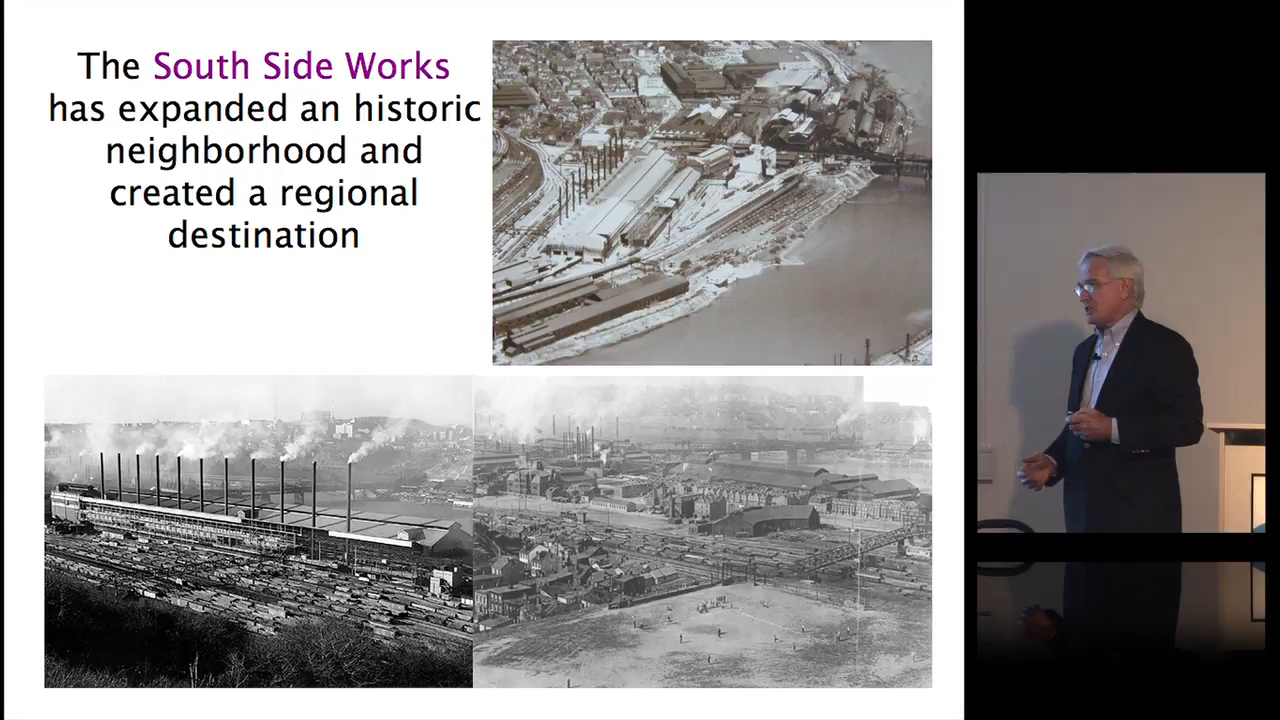 The South Side Works
has expanded an historic
neighborhood and
created a regional
destination